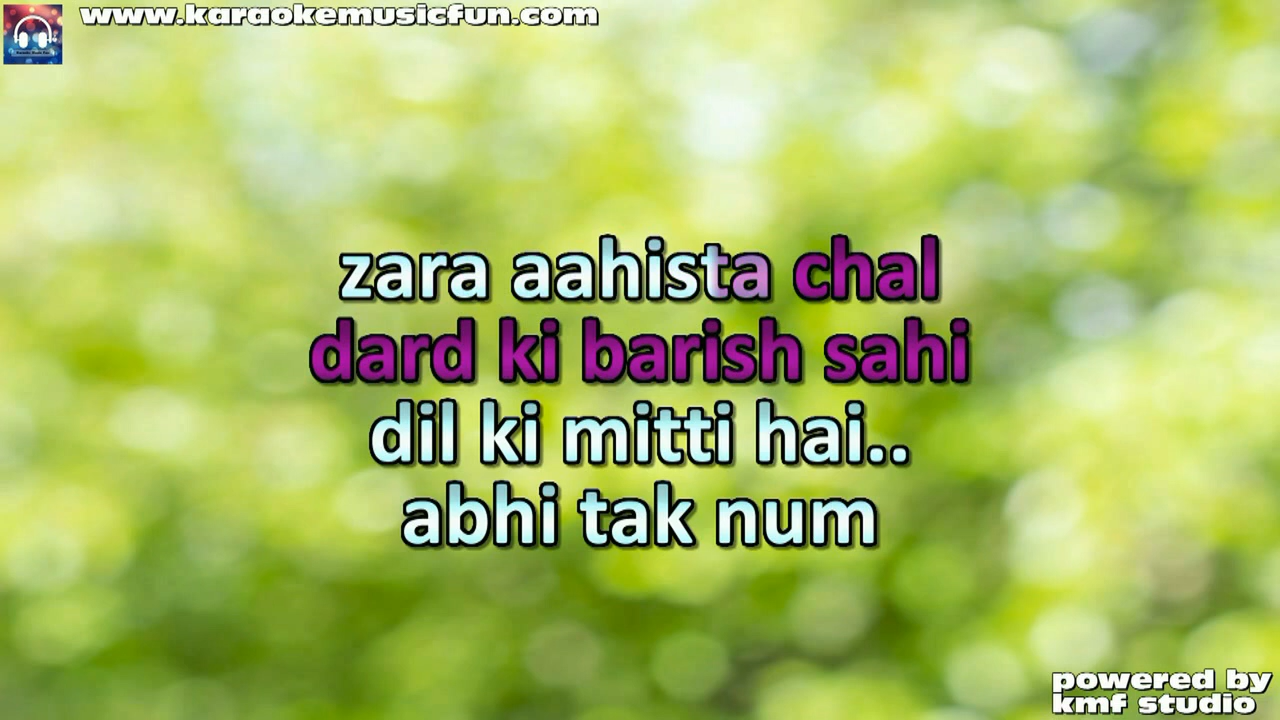 www.karaokemusicfun.com
zara aahista chal
dard ki barish sahi
dil ki mitti hai..
abhi tak num
powered by
kmf studio